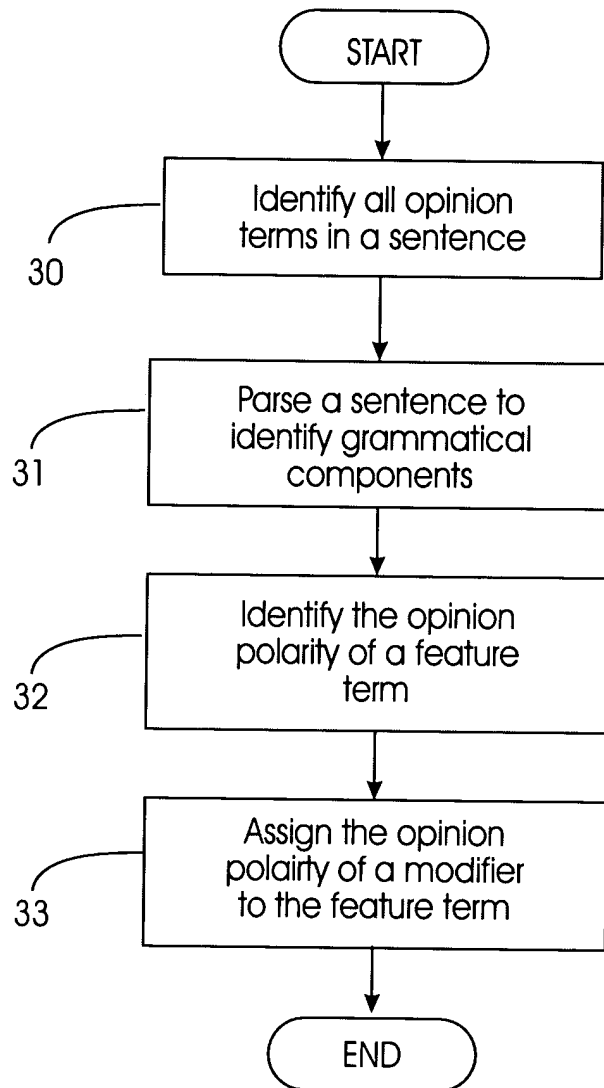 START
Identify all opinion
terms in a sentence
30
Parse a sentence to
identify grammatical
components
31
Identify the opinion
polarity of a feature
term
32
Assign the opinion
polairty of a modifier
to the feature term
33
END